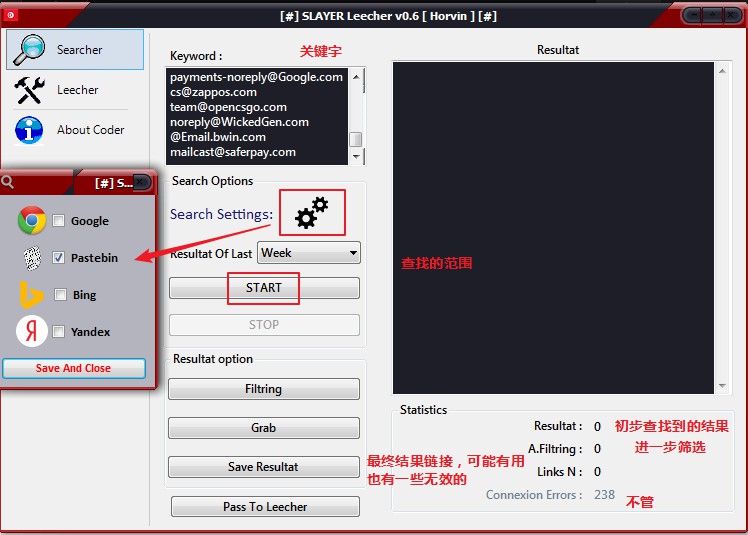 [#] SLAYER Leecher v0.6 [ Horvin ] [#]
Searcher
Leecher
About Coder
Keyword :
关键字
payments-noreply@Google.com
cs@zappos.com
team@opencsgo.com
noreply@WickedGen.com
@Email.bwin.com
mailcast@saferpay.com
Search Options
Search Settings:
Resultat Of Last
Week
START
STOP
[#] S...
Google
Pastebin
Bing
Yandex
Save And Close
Resultat option
Filtring
Grab
Save Resultat
Pass To Leecher
Resultat
查找的范围
最终结果链接，可能有用
也有一些无效的
Statistics
Resultat : 0 初步查找到的结果
A.Filtring : 0 进一步筛选
Links N : 0
Connexion Errors : 238 不管